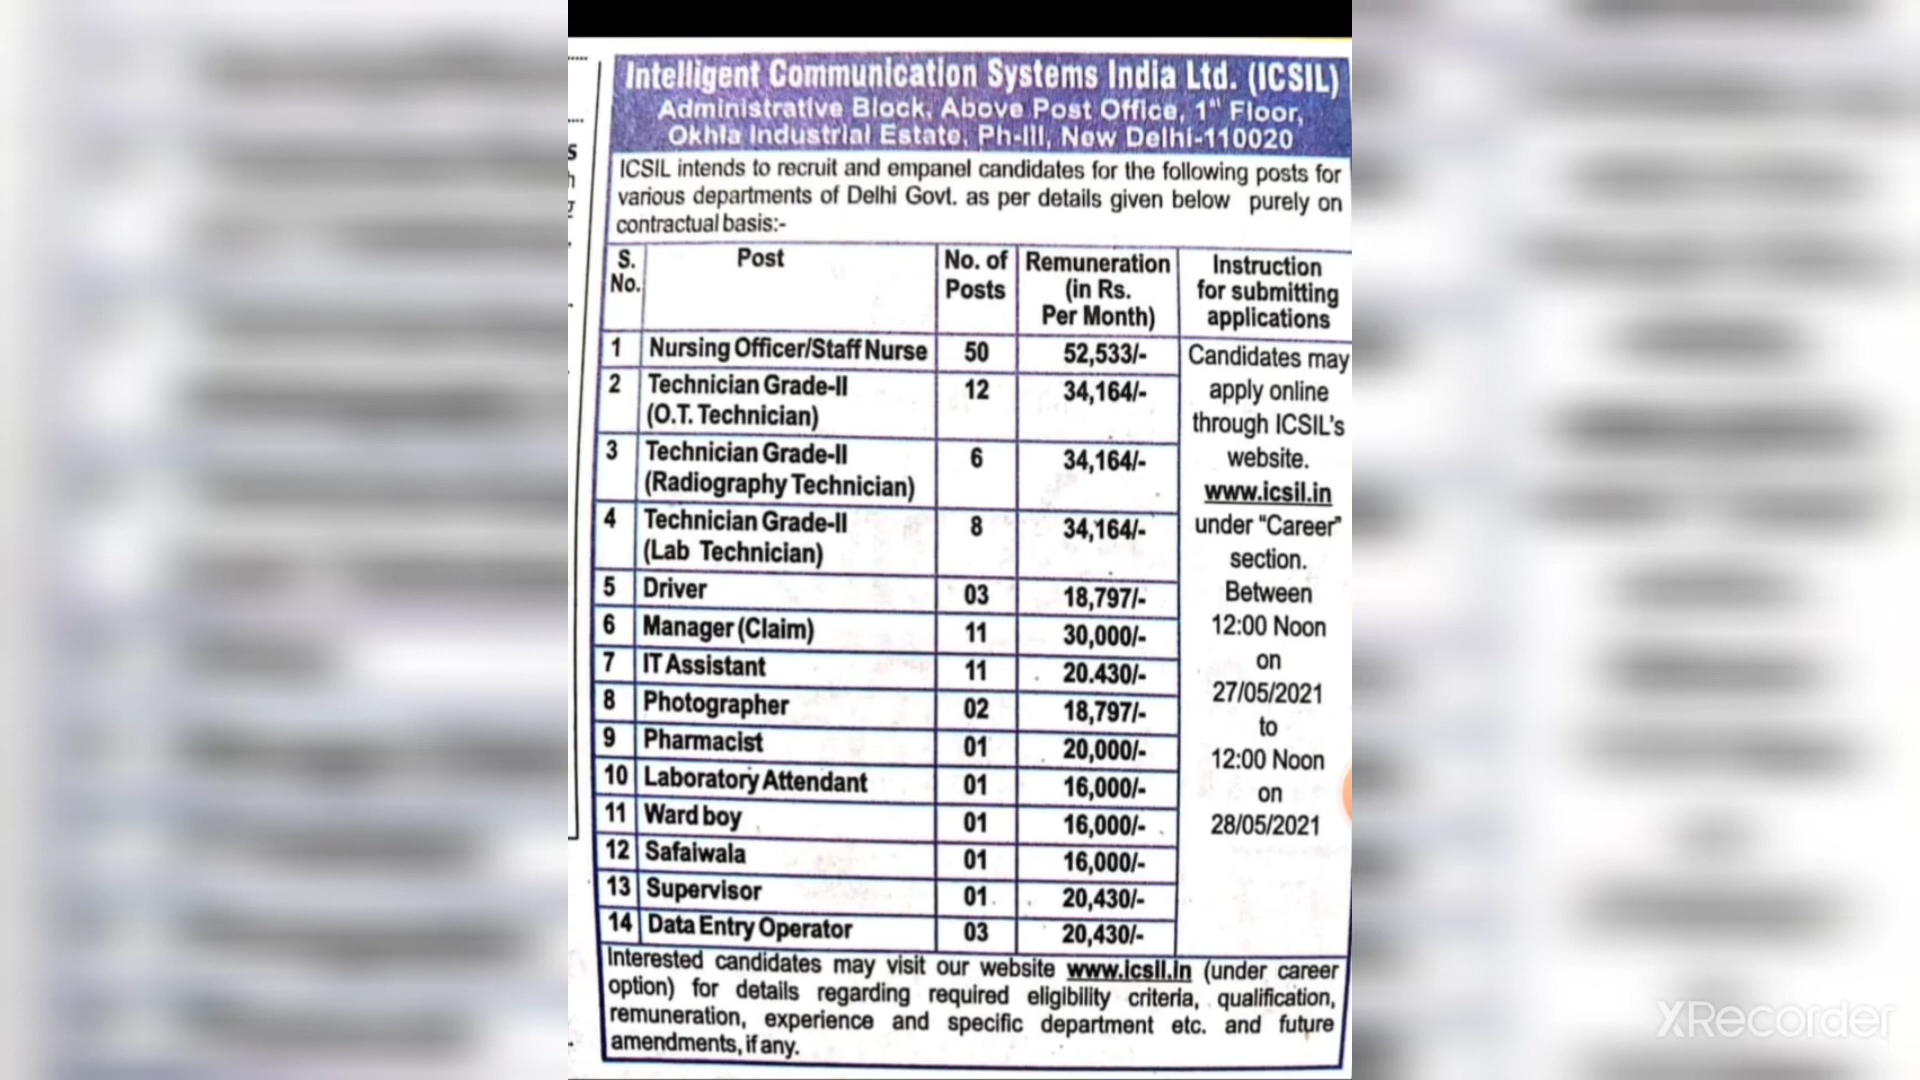 Intelligent Communication Systems India Ltd. (ICSIL)
Administrative Block, Above Post Office, 1st Floor,
Okhla Industrial Estate, Ph-III, New Delhi-110020
ICSIL intends to recruit and empanel candidates for the following posts for
various departments of Delhi Govt. as per details given below purely on
contractual basis:-
S. No. Post No. of Posts Remuneration (in Rs. Per Month) Instruction for submitting applications
1 Nursing Officer/Staff Nurse 50 52,533/-
2 Technician Grade-II (O.T. Technician) 12 34,164/-
3 Technician Grade-II (Radiography Technician) 6 34,164/-
4 Technician Grade-II (Lab Technician) 8 34,164/-
5 Driver 03 18,797/-
6 Manager (Claim) 11 30,000/-
7 IT Assistant 11 20.430/-
8 Photographer 02 18,797/-
9 Pharmacist 01 20,000/-
10 Laboratory Attendant 01 16,000/-
11 Ward boy 01 16,000/-
12 Safaiwala 01 16,000/-
13 Supervisor 01 20,430/-
14 Data Entry Operator 03 20,430/-
Candidates may
apply online
through ICSIL's
website.
www.icsil.in
under "Career"
section.
Between
12:00 Noon
on
27/05/2021
to
12:00 Noon
on
28/05/2021
Interested candidates may visit our website www.icsil.in (under career
option) for details regarding required eligibility criteria, qualification,
remuneration, experience and specific department etc. and future
amendments, if any.
XRecorder